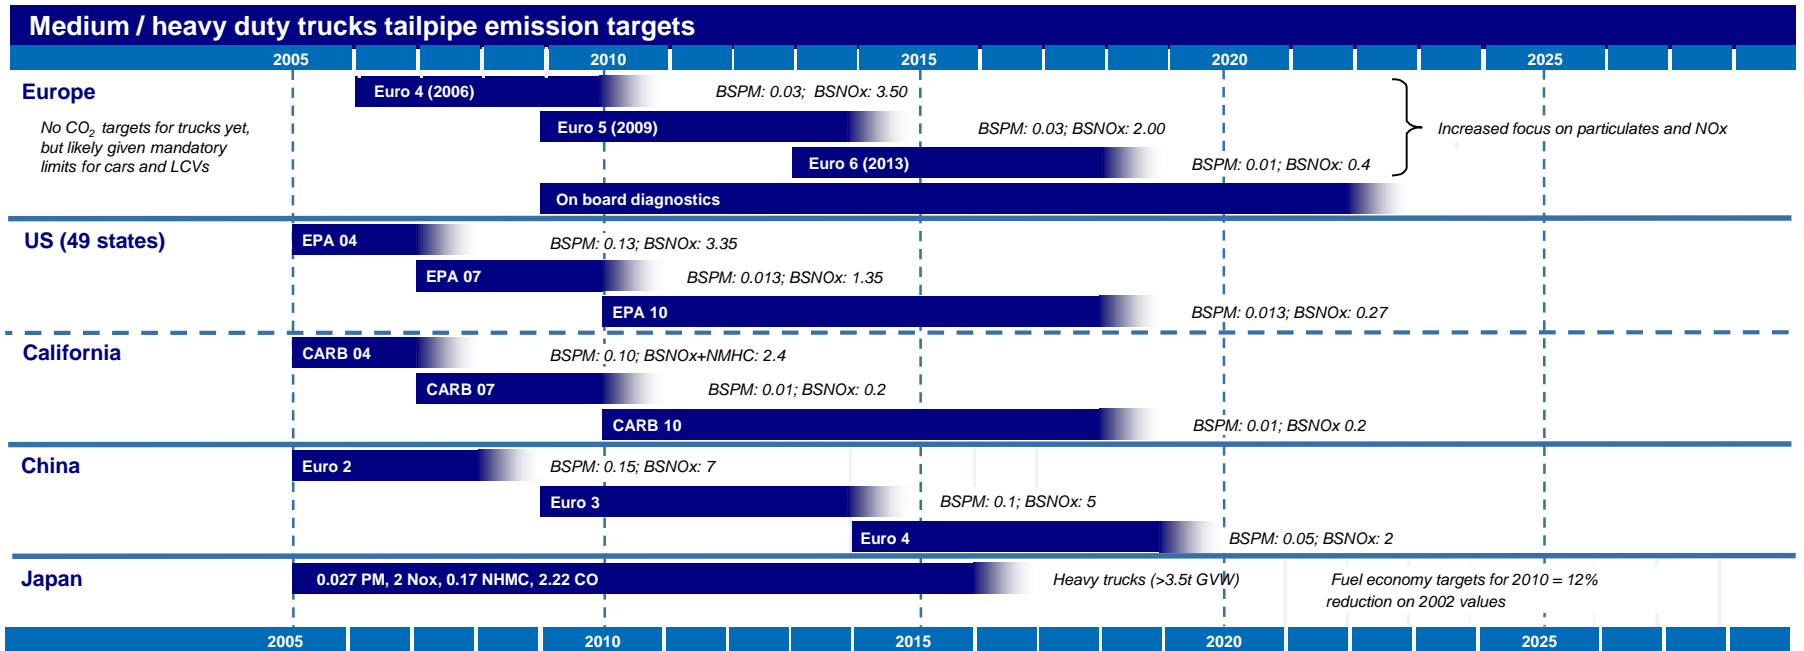 Medium / heavy duty trucks tailpipe emission targets
2005 2010 2015 2020 2025
Europe
No CO₂ targets for trucks yet,
but likely given mandatory
limits for cars and LCVs
Euro 4 (2006) BSPM: 0.03; BSNOx: 3.50
Euro 5 (2009) BSPM: 0.03; BSNOx: 2.00
Euro 6 (2013) BSPM: 0.01; BSNOx: 0.4
Increased focus on particulates and NOx
On board diagnostics
US (49 states)
EPA 04 BSPM: 0.13; BSNOx: 3.35
EPA 07 BSPM: 0.013; BSNOx: 1.35
EPA 10 BSPM: 0.013; BSNOx: 0.27
California
CARB 04 BSPM: 0.10; BSNOx+NMHC: 2.4
CARB 07 BSPM: 0.01; BSNOx: 0.2
CARB 10 BSPM: 0.01; BSNOx 0.2
China
Euro 2 BSPM: 0.15; BSNOx: 7
Euro 3 BSPM: 0.1; BSNOx: 5
Euro 4 BSPM: 0.05; BSNOx: 2
Japan
0.027 PM, 2 Nox, 0.17 NHMC, 2.22 CO Heavy trucks (>3.5t GVW)
Fuel economy targets for 2010 = 12%
reduction on 2002 values
2005 2010 2015 2020 2025